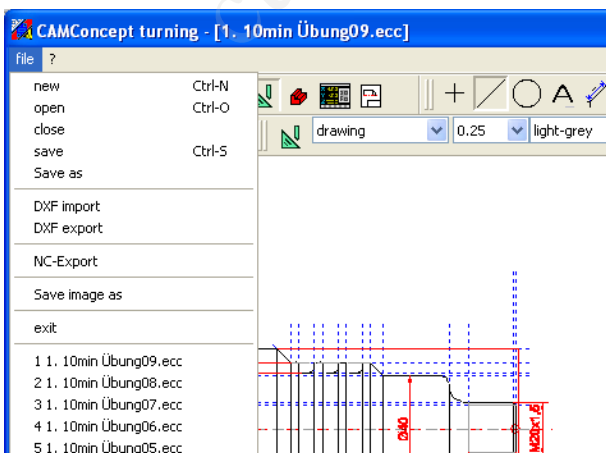 CAMConcept turning - [1. 10min Übung09.ecc]
file ?
new Ctrl-N
open Ctrl-O
close
save Ctrl-S
Save as
DXF import
DXF export
NC-Export
Save image as
exit
1 1. 10min Übung09.ecc
2 1. 10min Übung08.ecc
3 1. 10min Übung07.ecc
4 1. 10min Übung06.ecc
5 1. 10min Übung05.ecc
A
drawing 0.25 light-grey
Ø40
M20x1,5